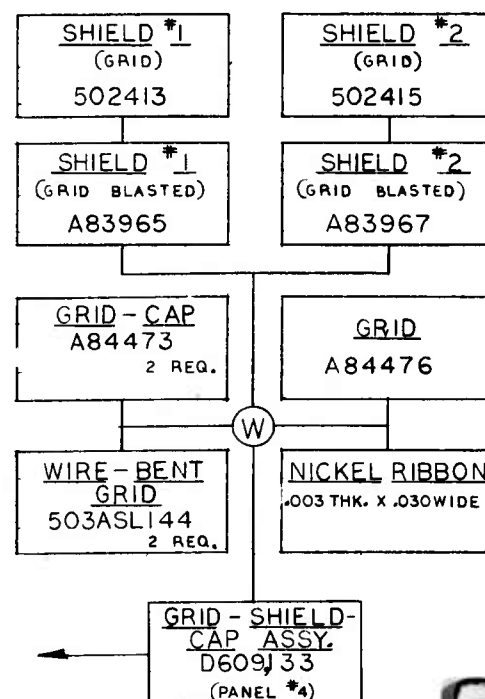 SHIELD #1
(GRID)
502413
SHIELD #2
(GRID)
502415
SHIELD #1
(GRID BLASTED)
A83965
SHIELD #2
(GRID BLASTED)
A83967
GRID-CAP
A84473
2 REQ.
GRID
A84476
W
WIRE-BENT
GRID
503ASL144
2 REQ.
NICKEL RIBBON
.003 THK. X .030 WIDE
GRID-SHIELD-
CAP ASSY.
D609,133
(PANEL #4)